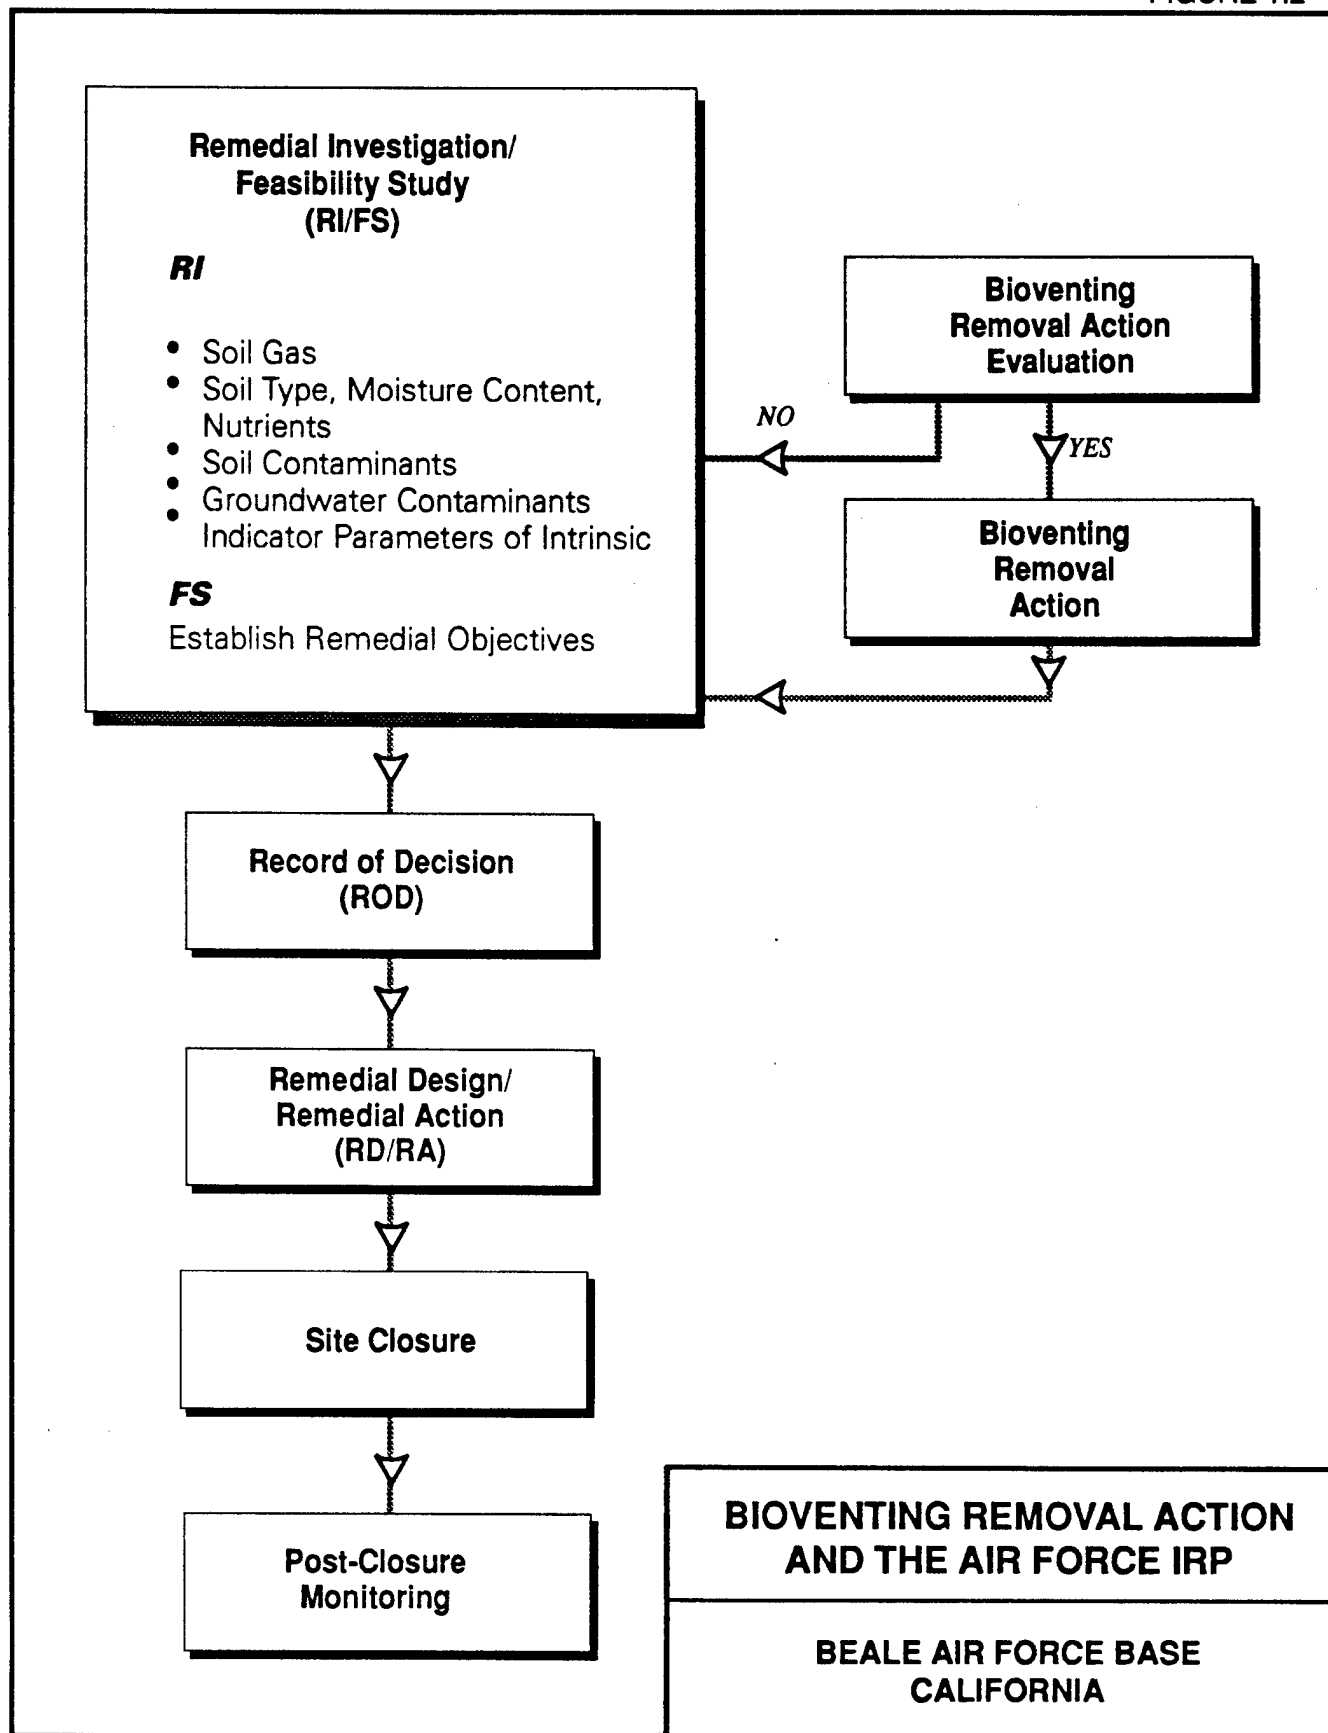 Remedial Investigation/
Feasibility Study
(RI/FS)
RI
• Soil Gas
• Soil Type, Moisture Content,
Nutrients
• Soil Contaminants
• Groundwater Contaminants
• Indicator Parameters of Intrinsic
FS
Establish Remedial Objectives
Bioventing
Removal Action
Evaluation
NO
YES
Bioventing
Removal
Action
Record of Decision
(ROD)
Remedial Design/
Remedial Action
(RD/RA)
Site Closure
Post-Closure
Monitoring
BIOVENTING REMOVAL ACTION
AND THE AIR FORCE IRP
BEALE AIR FORCE BASE
CALIFORNIA